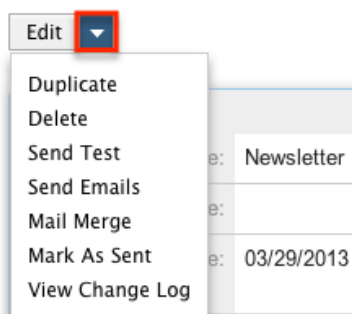 Edit
Duplicate
Delete
Send Test
e: Newsletter
Send Emails
e:
Mail Merge
Mark As Sent
e: 03/29/2013
View Change Log